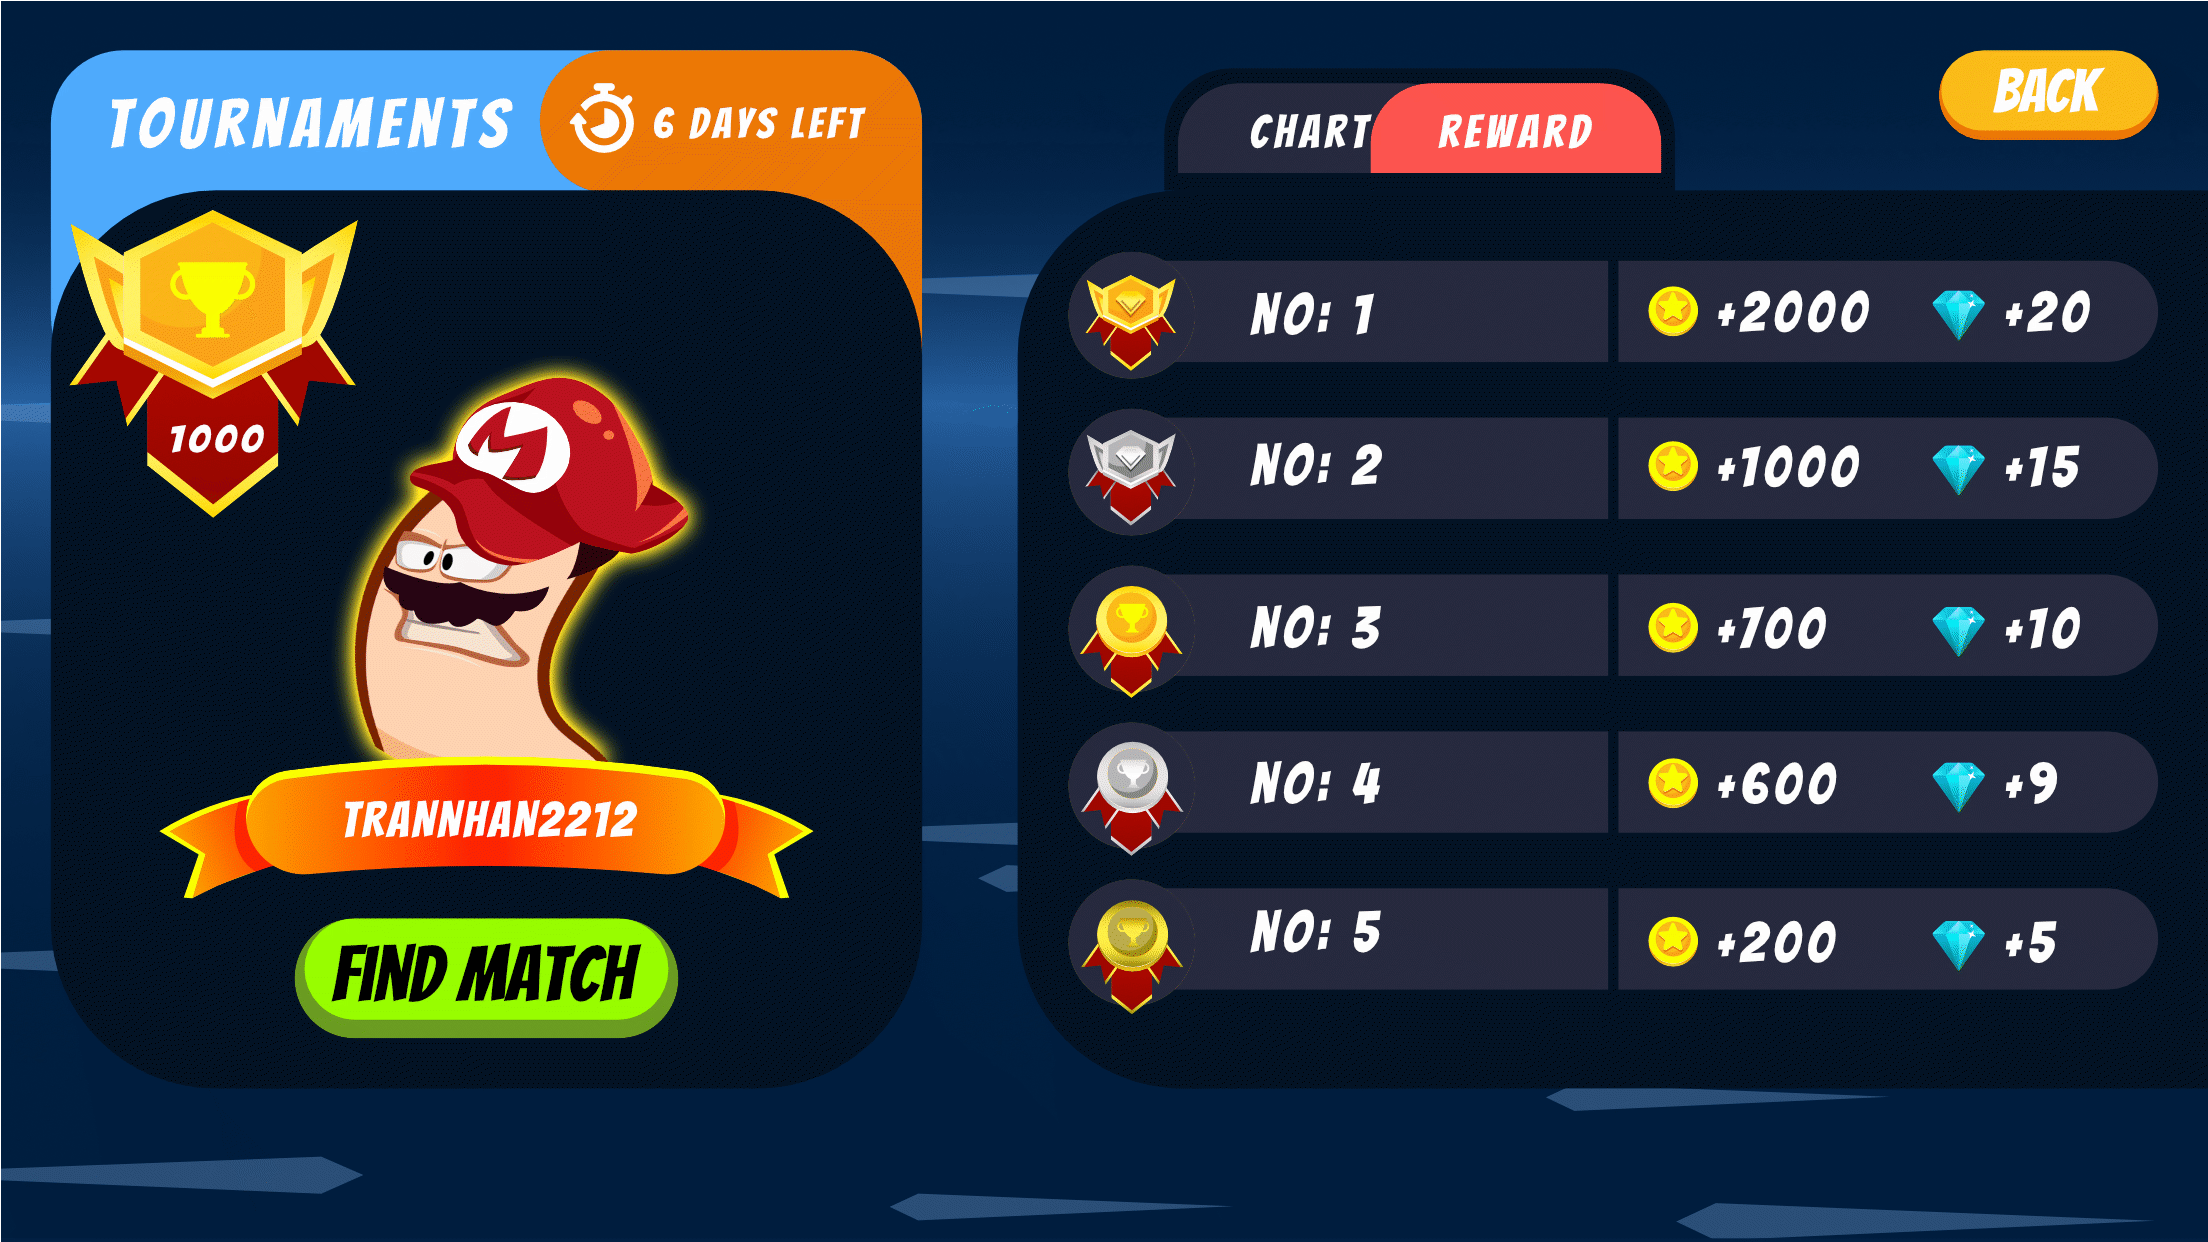 TOURNAMENTS
6 DAYS LEFT
1000
M
TRANNHAN2212
FIND MATCH
CHART
REWARD
BACK
NO: 1 +2000 +20
NO: 2 +1000 +15
NO: 3 +700 +10
NO: 4 +600 +9
NO: 5 +200 +5